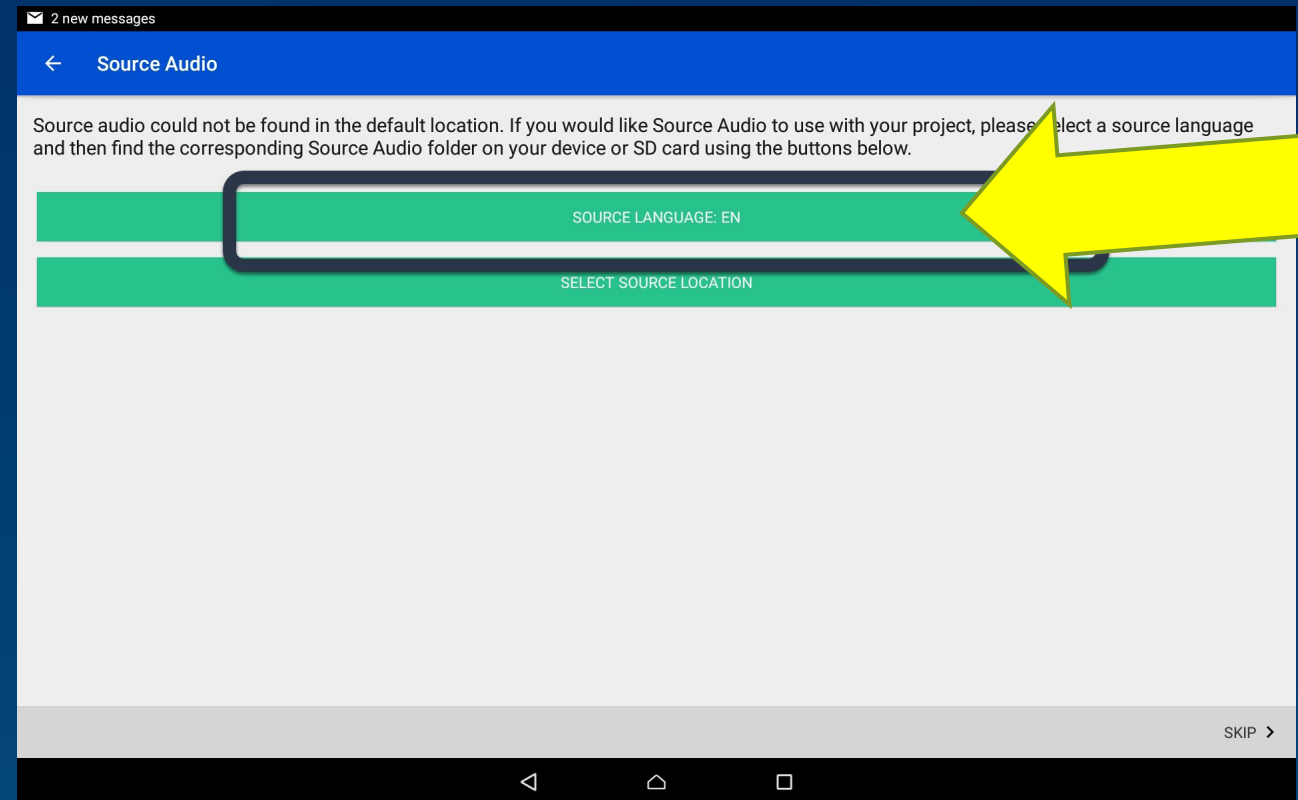 2 new messages
Source Audio
Source audio could not be found in the default location. If you would like Source Audio to use with your project, please select a source language
and then find the corresponding Source Audio folder on your device or SD card using the buttons below.
SOURCE LANGUAGE: EN
SELECT SOURCE LOCATION
SKIP